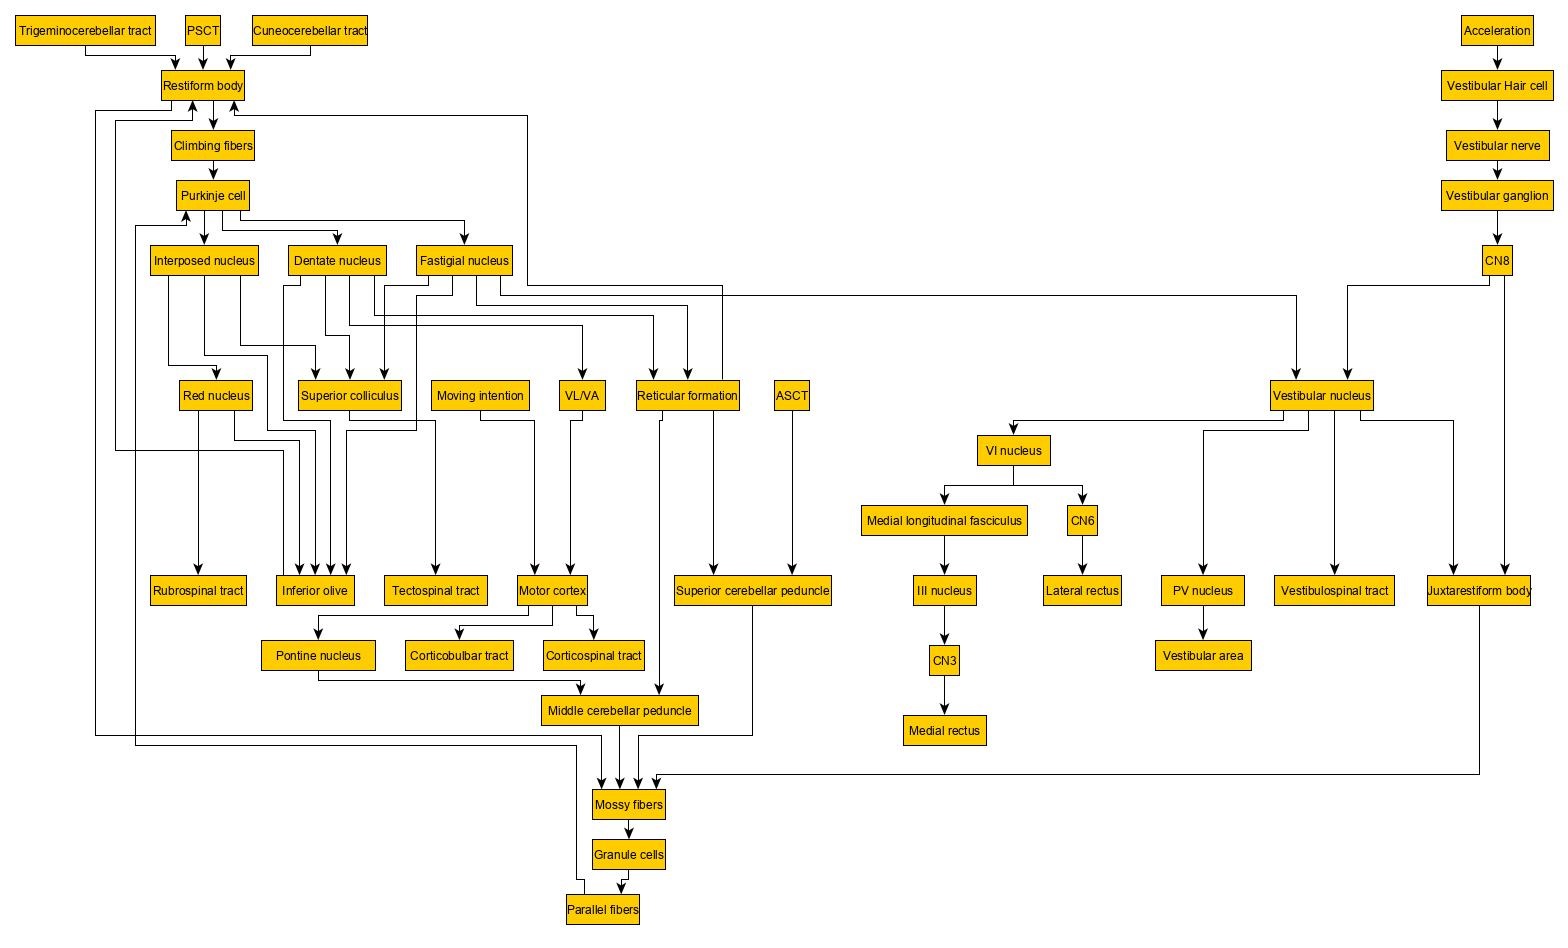 Trigeminocerebellar tract
PSCT
Cuneocerebellar tract
Acceleration
Restiform body
Vestibular Hair cell
Climbing fibers
Vestibular nerve
Purkinje cell
Vestibular ganglion
Interposed nucleus
Dentate nucleus
Fastigial nucleus
CN8
Red nucleus
Superior colliculus
Moving intention
VL/VA
Reticular formation
ASCT
Vestibular nucleus
VI nucleus
Medial longitudinal fasciculus
CN6
Rubrospinal tract
Inferior olive
Tectospinal tract
Motor cortex
Superior cerebellar peduncle
III nucleus
Lateral rectus
PV nucleus
Vestibulospinal tract
Juxtarestiform body
Pontine nucleus
Corticobulbar tract
Corticospinal tract
CN3
Vestibular area
Middle cerebellar peduncle
Medial rectus
Mossy fibers
Granule cells
Parallel fibers